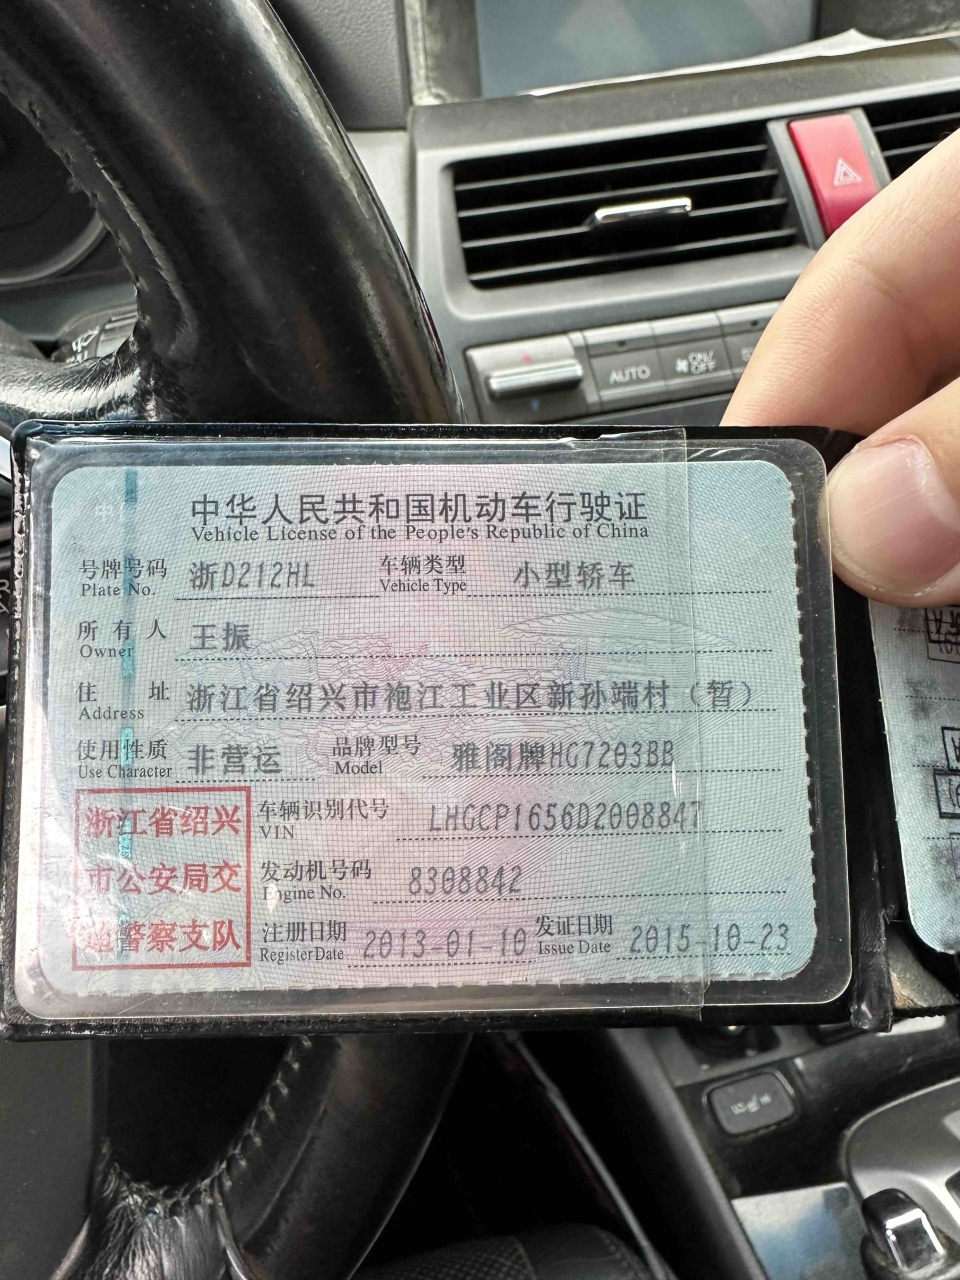 AUTO
ON/
OFF
中华人民共和国机动车行驶证
Vehicle License of the People's Republic of China
号牌号码 浙D212HL 车辆类型 小型轿车
Plate No. Vehicle Type
所有人 王振
Owner
住址 浙江省绍兴市袍江工业区新孙端村（暂）
Address
使用性质 非营运 品牌型号 雅阁牌HG7203BB
Use Character Model
浙江省绍兴
市公安局交
通警察支队
车辆识别代号 LHGCP1656D2008847
VIN
发动机号码 8308842
Engine No.
注册日期 2013-01-10 发证日期 2015-10-23
Register Date Issue Date